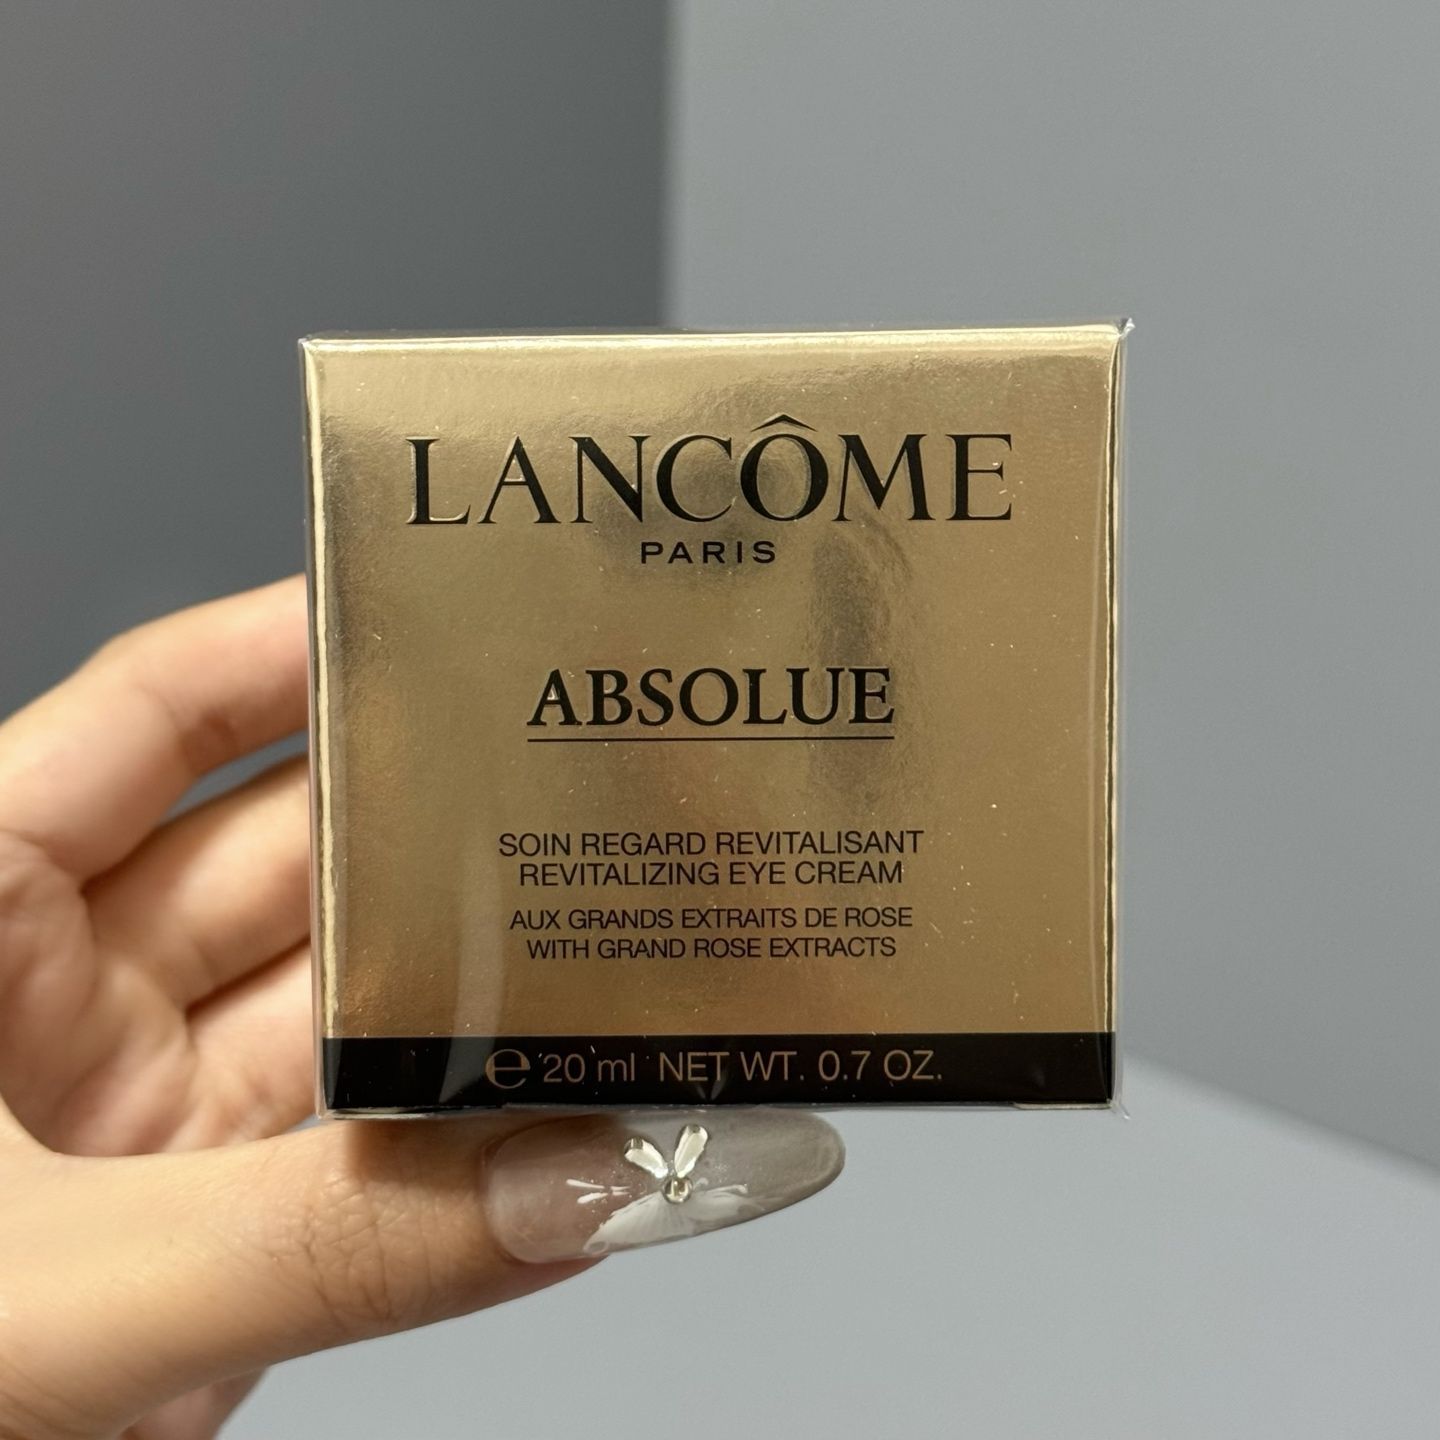 LANCÔME
PARIS
ABSOLUE
SOIN REGARD REVITALISANT
REVITALIZING EYE CREAM
AUX GRANDS EXTRAITS DE ROSE
WITH GRAND ROSE EXTRACTS
℮ 20 ml NET WT. 0.7 OZ.